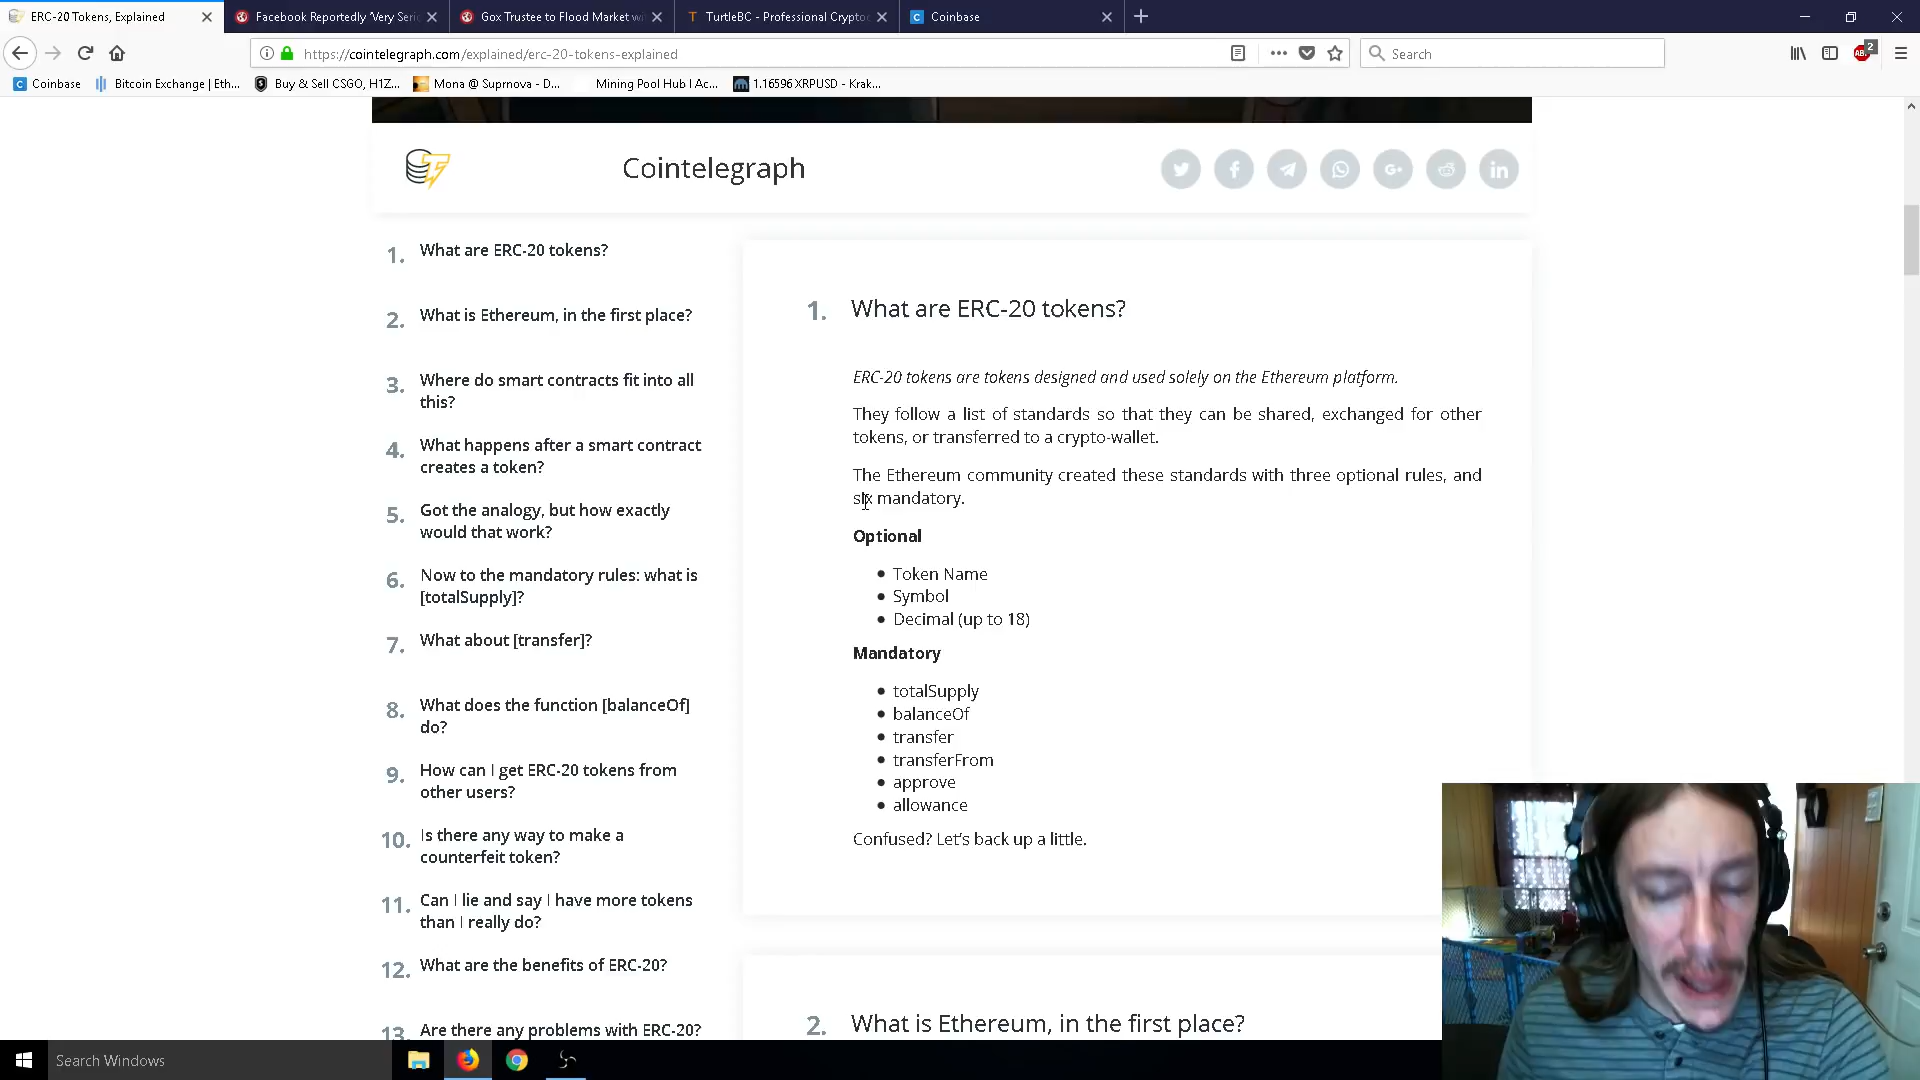 ERC-20 Tokens, Explained
Facebook Reportedly 'Very Seri
Gox Trustee to Flood Market w
T TurtleBC - Professional Crypto
C Coinbase
https://cointelegraph.com/explained/erc-20-tokens-explained
Search
2
C Coinbase
Bitcoin Exchange | Eth...
Buy & Sell CSGO, H1Z...
Mona @ Suprnova - D...
Mining Pool Hub | Ac...
1.16596 XRPUSD - Krak...
Cointelegraph
1. What are ERC-20 tokens?
2. What is Ethereum, in the first place?
3. Where do smart contracts fit into all
this?
4. What happens after a smart contract
creates a token?
5. Got the analogy, but how exactly
would that work?
6. Now to the mandatory rules: what is
[totalSupply]?
7. What about [transfer]?
8. What does the function [balanceOf]
do?
9. How can I get ERC-20 tokens from
other users?
10. Is there any way to make a
counterfeit token?
11. Can I lie and say I have more tokens
than I really do?
12. What are the benefits of ERC-20?
13. Are there any problems with ERC-20?
1. What are ERC-20 tokens?
ERC-20 tokens are tokens designed and used solely on the Ethereum platform.
They follow a list of standards so that they can be shared, exchanged for other
tokens, or transferred to a crypto-wallet.
The Ethereum community created these standards with three optional rules, and
six mandatory.
Optional
• Token Name
• Symbol
• Decimal (up to 18)
Mandatory
• totalSupply
• balanceOf
• transfer
• transferFrom
• approve
• allowance
Confused? Let's back up a little.
2. What is Ethereum, in the first place?
Search Windows